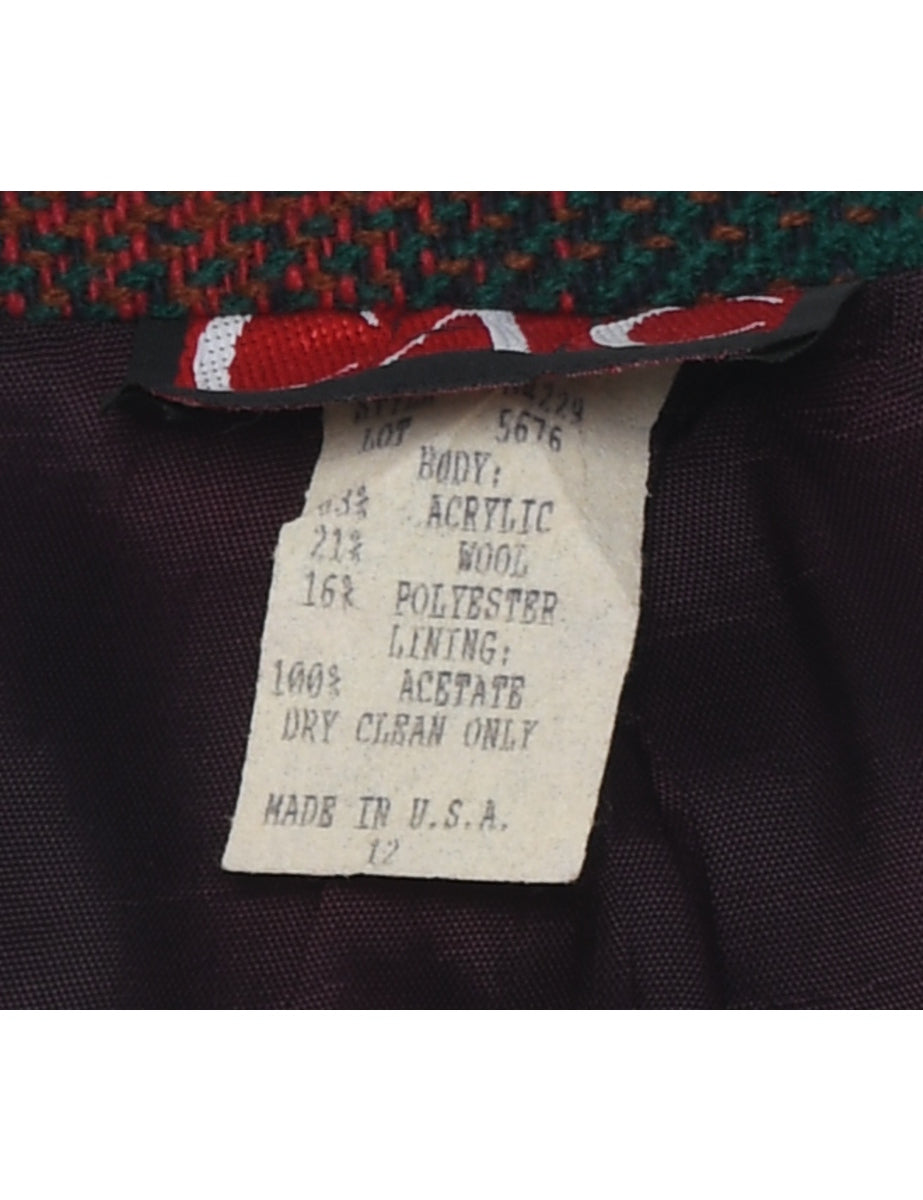 LOT 5676
BODY:
ACRYLIC
21% WOOL
16% POLYESTER
LINING:
100% ACETATE
DRY CLEAN ONLY
MADE IN U.S.A.
12